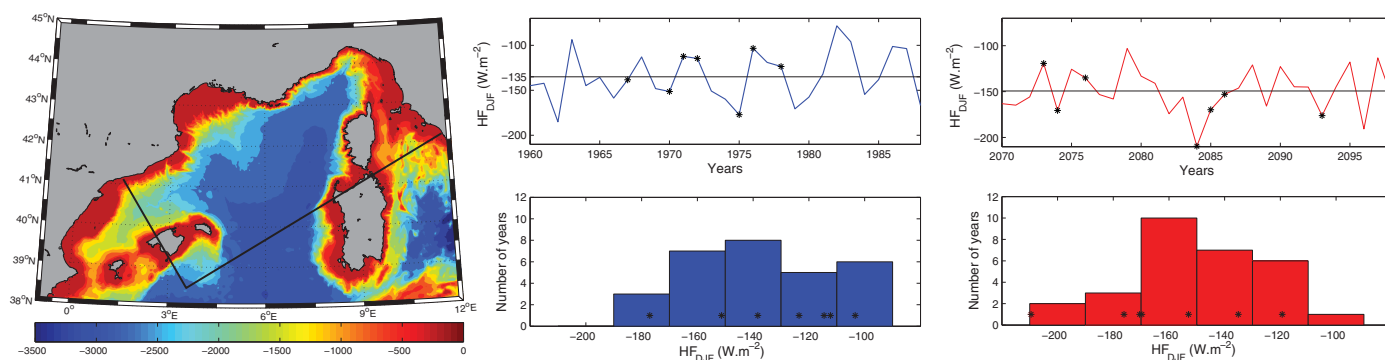 45°N
44°N
43°N
42°N
41°N
40°N
39°N
38°N
0°
3°E
6°E
9°E
12°E
−3500 −3000 −2500 −2000 −1500 −1000 −500 0
HF_DJF (W.m⁻²)
−100
−135
−150
−200
1960 1965 1970 1975 1980 1985
Years
Number of years
12
10
8
6
4
2
0
−200 −180 −160 −140 −120 −100
HF_DJF (W.m⁻²)
HF_DJF (W.m⁻²)
−100
−150
−200
2070 2075 2080 2085 2090 2095
Years
Number of years
12
10
8
6
4
2
0
−200 −180 −160 −140 −120 −100
HF_DJF (W.m⁻²)